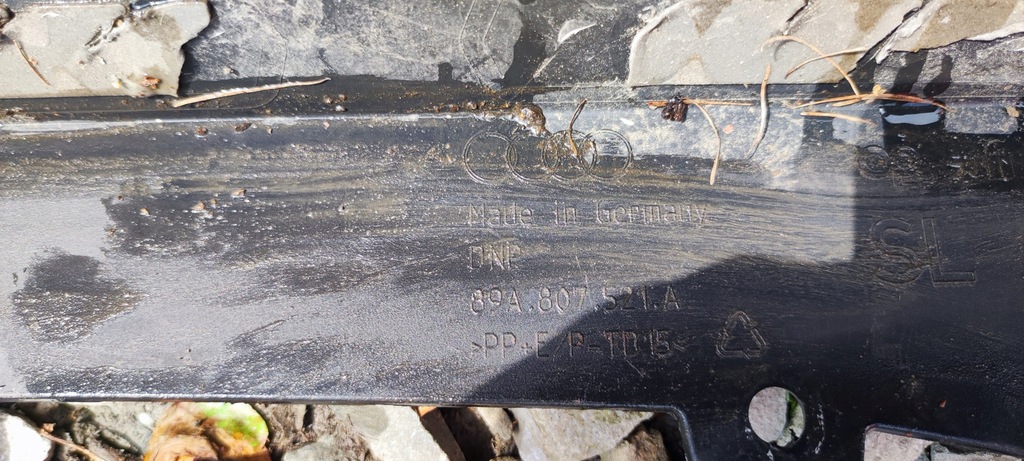 Made in Germany
DNP
89A.807.521.A
>PP+E/P-TD15<
SL